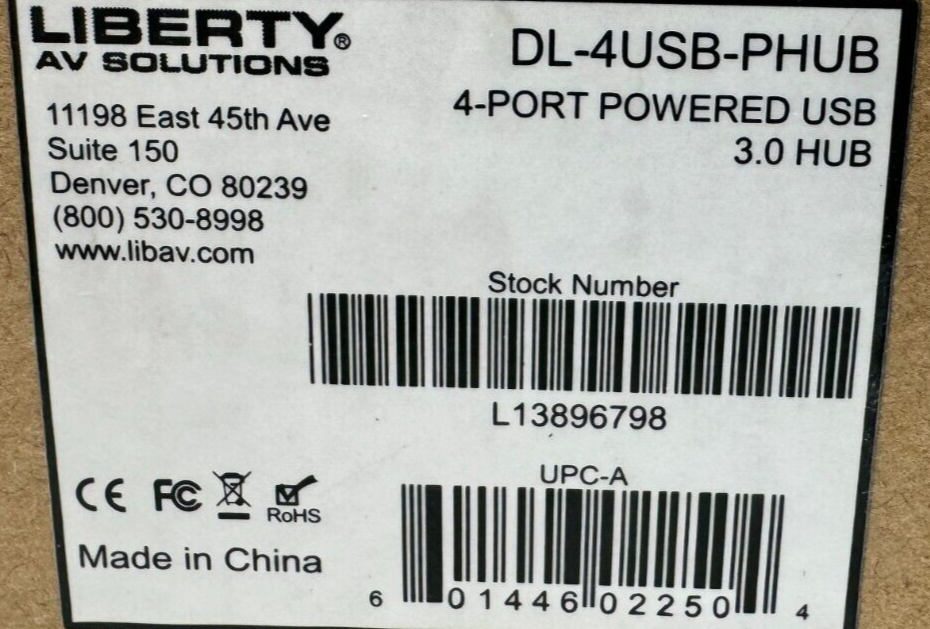 LIBERTY®
AV SOLUTIONS
DL-4USB-PHUB
4-PORT POWERED USB
3.0 HUB
11198 East 45th Ave
Suite 150
Denver, CO 80239
(800) 530-8998
www.libav.com
Stock Number
L13896798
UPC-A
6 01446 02250 4
CE FC
RoHS
Made in China